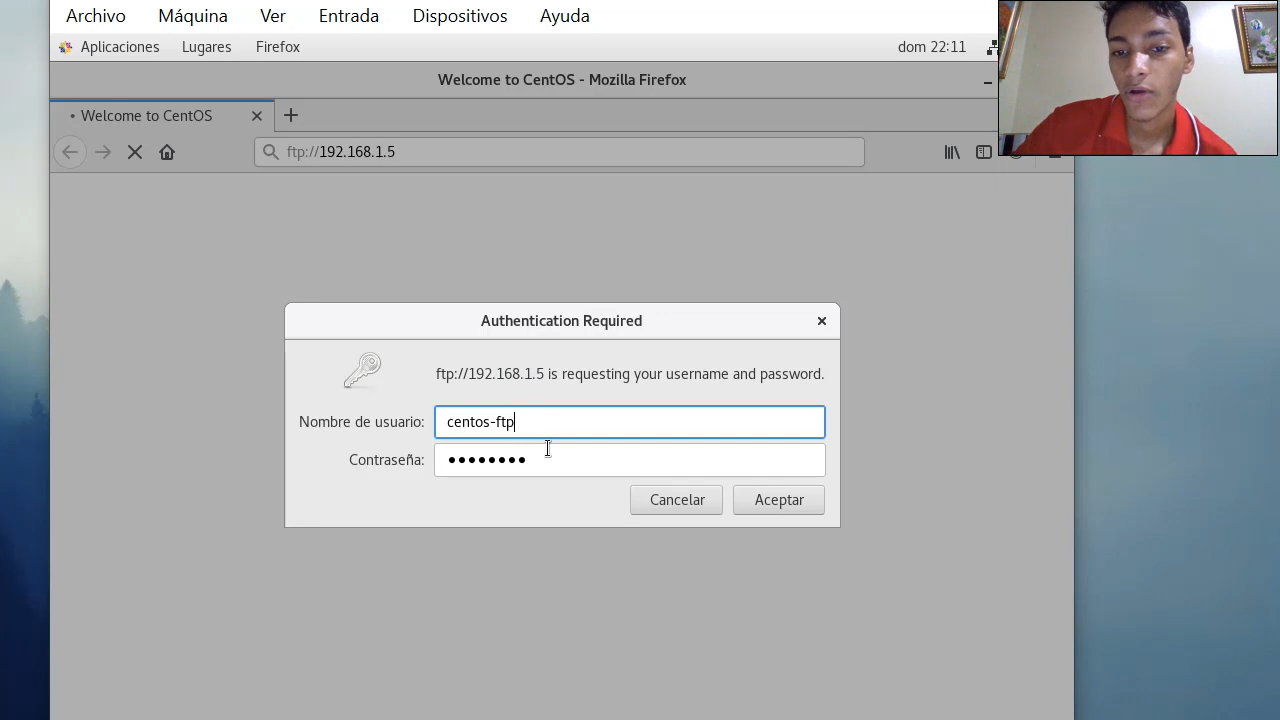 Archivo Máquina Ver Entrada Dispositivos Ayuda
Aplicaciones Lugares Firefox dom 22:11
Welcome to CentOS - Mozilla Firefox
Welcome to CentOS
ftp://192.168.1.5
Authentication Required
ftp://192.168.1.5 is requesting your username and password.
Nombre de usuario: centos-ftp
Contraseña: ••••••••
Cancelar Aceptar